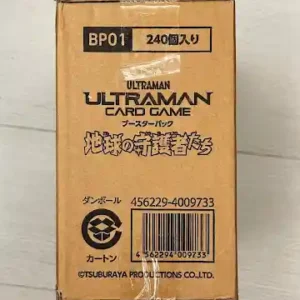 BP01
240個入り
ULTRAMAN
ULTRAMAN
CARD GAME
ブースターパック
地球の守護者たち
ダンボール
456229-4009733
カートン
4 562294 009733
©TSUBURAYA PRODUCTIONS CO.,LTD.